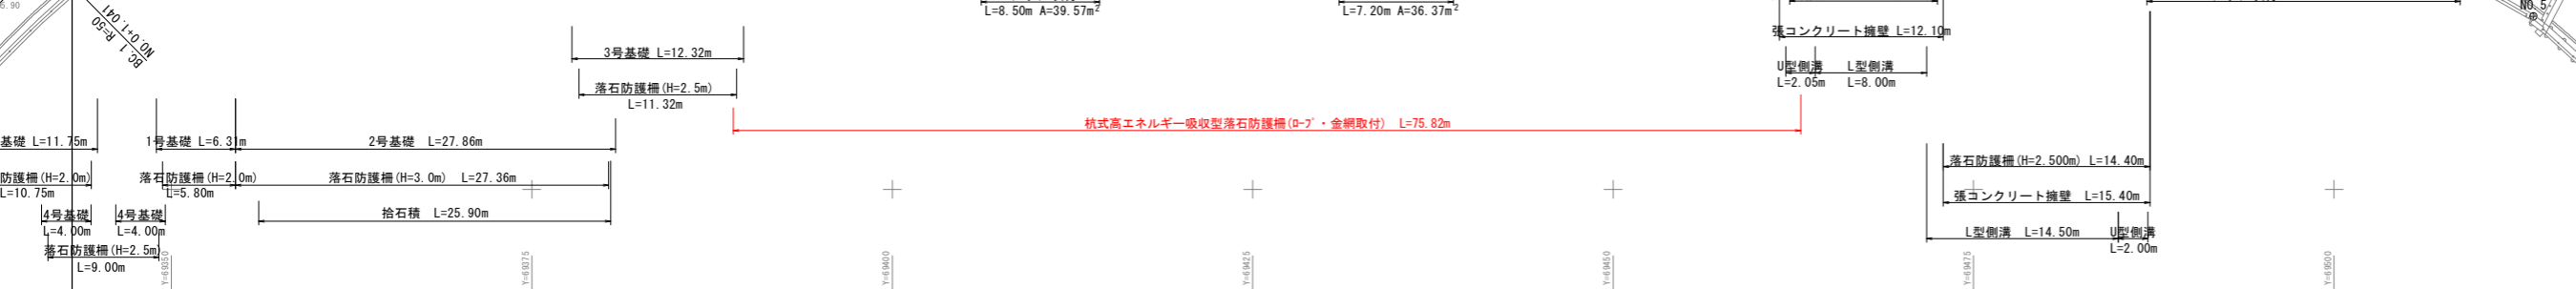 6.90
BC.1 R=50
NO.0+1.041
L=8.50m A=39.57m²
L=7.20m A=36.37m²
NO.5
3号基礎 L=12.32m
落石防護柵(H=2.5m)
L=11.32m
張コンクリート擁壁 L=12.10m
U型側溝 L型側溝
L=2.05m L=8.00m
杭式高エネルギー吸収型落石防護柵(ロープ・金網取付) L=75.82m
基礎 L=11.75m
1号基礎 L=6.31m
2号基礎 L=27.86m
防護柵(H=2.0m)
L=10.75m
落石防護柵(H=2.0m)
L=5.80m
落石防護柵(H=3.0m) L=27.36m
落石防護柵(H=2.500m) L=14.40m
張コンクリート擁壁 L=15.40m
4号基礎 4号基礎
L=4.00m L=4.00m
拾石積 L=25.90m
L型側溝 L=14.50m
U型側溝
L=2.00m
落石防護柵(H=2.5m)
L=9.00m
Y=69350
Y=69375
Y=69400
Y=69425
Y=69450
Y=69475
Y=69500